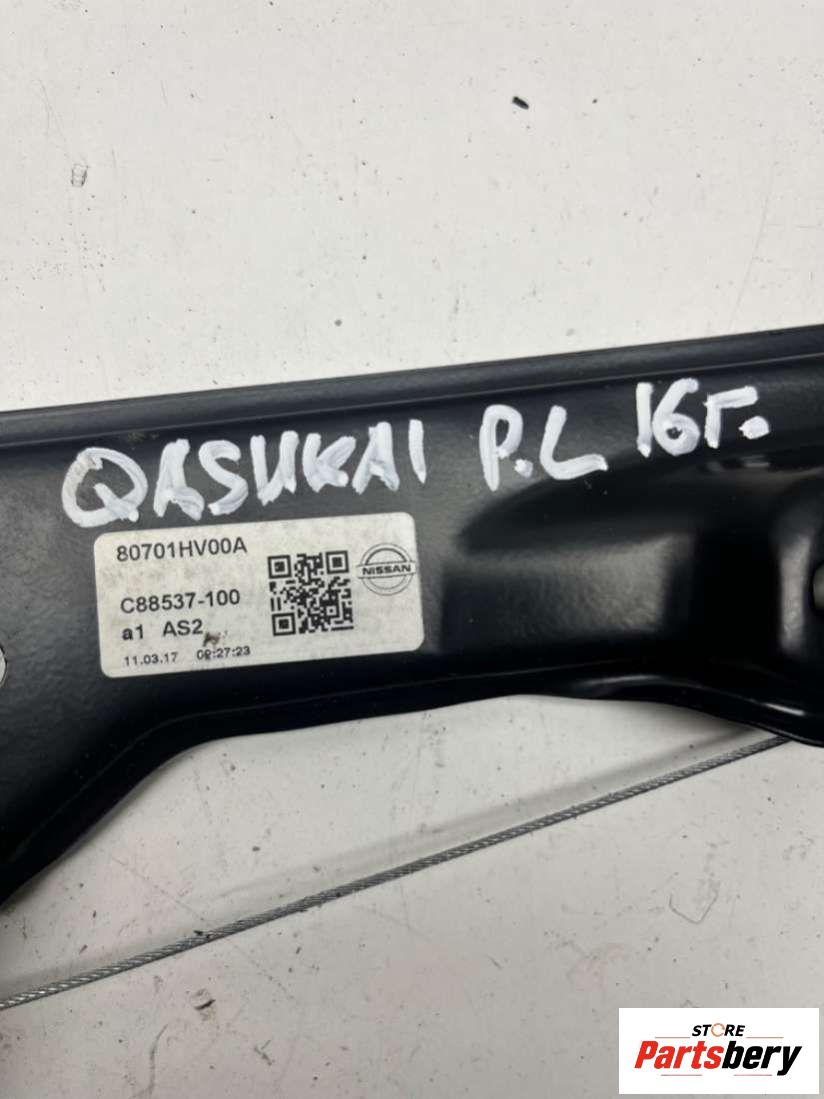 QASUKAI P.L 16г.
80701HV00A
NISSAN
C88537-100
a1 AS2
11.03.17 09:27:23
STORE
Partsbery